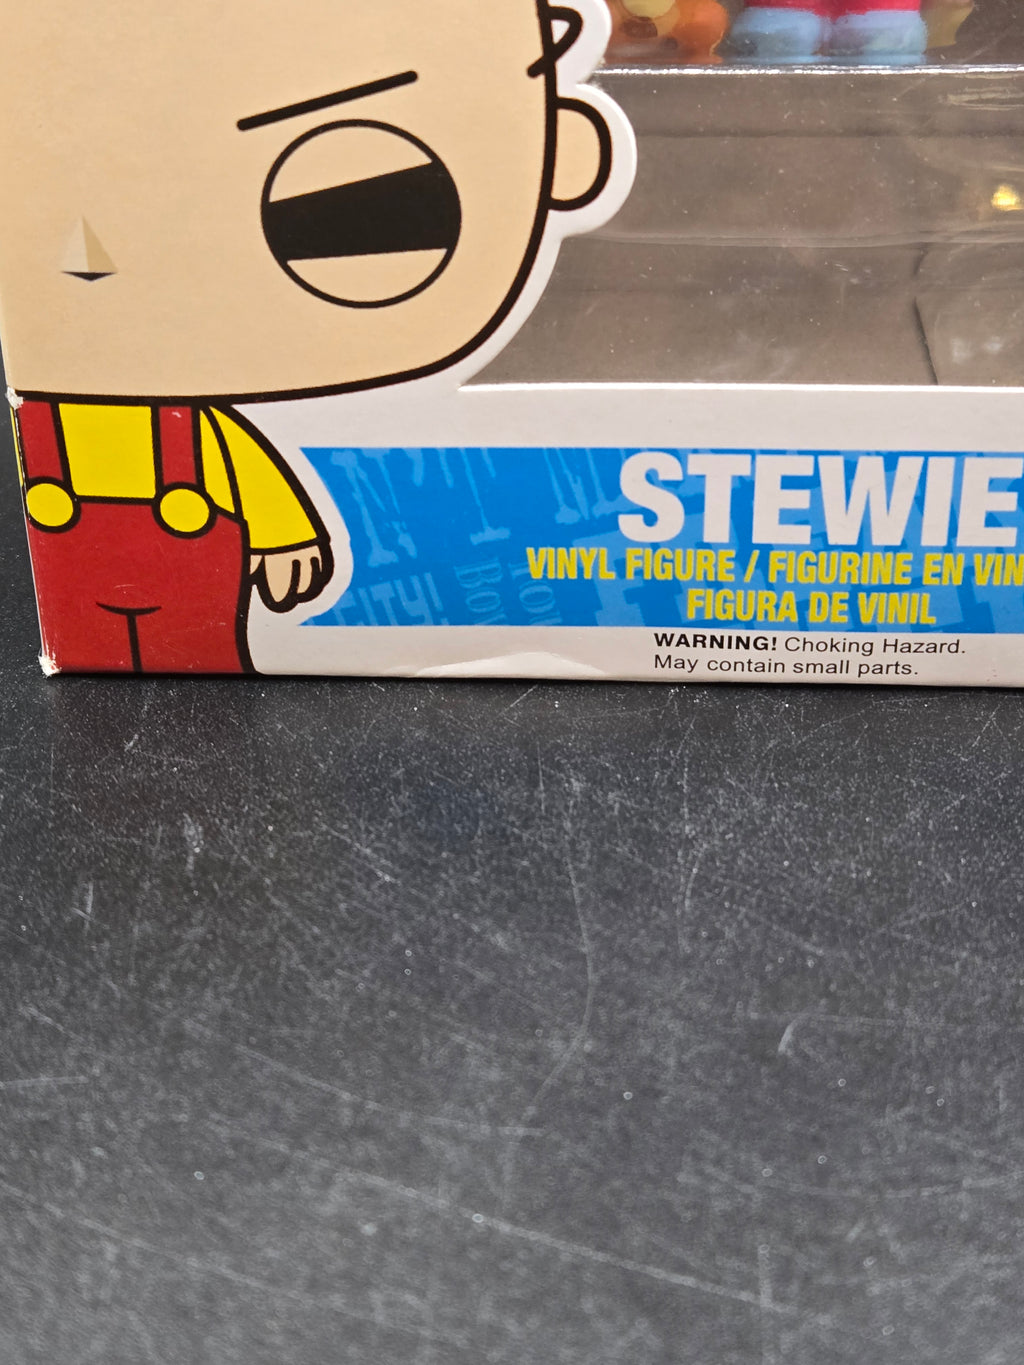 STEWIE
VINYL FIGURE / FIGURINE EN VIN
FIGURA DE VINIL
WARNING! Choking Hazard.
May contain small parts.